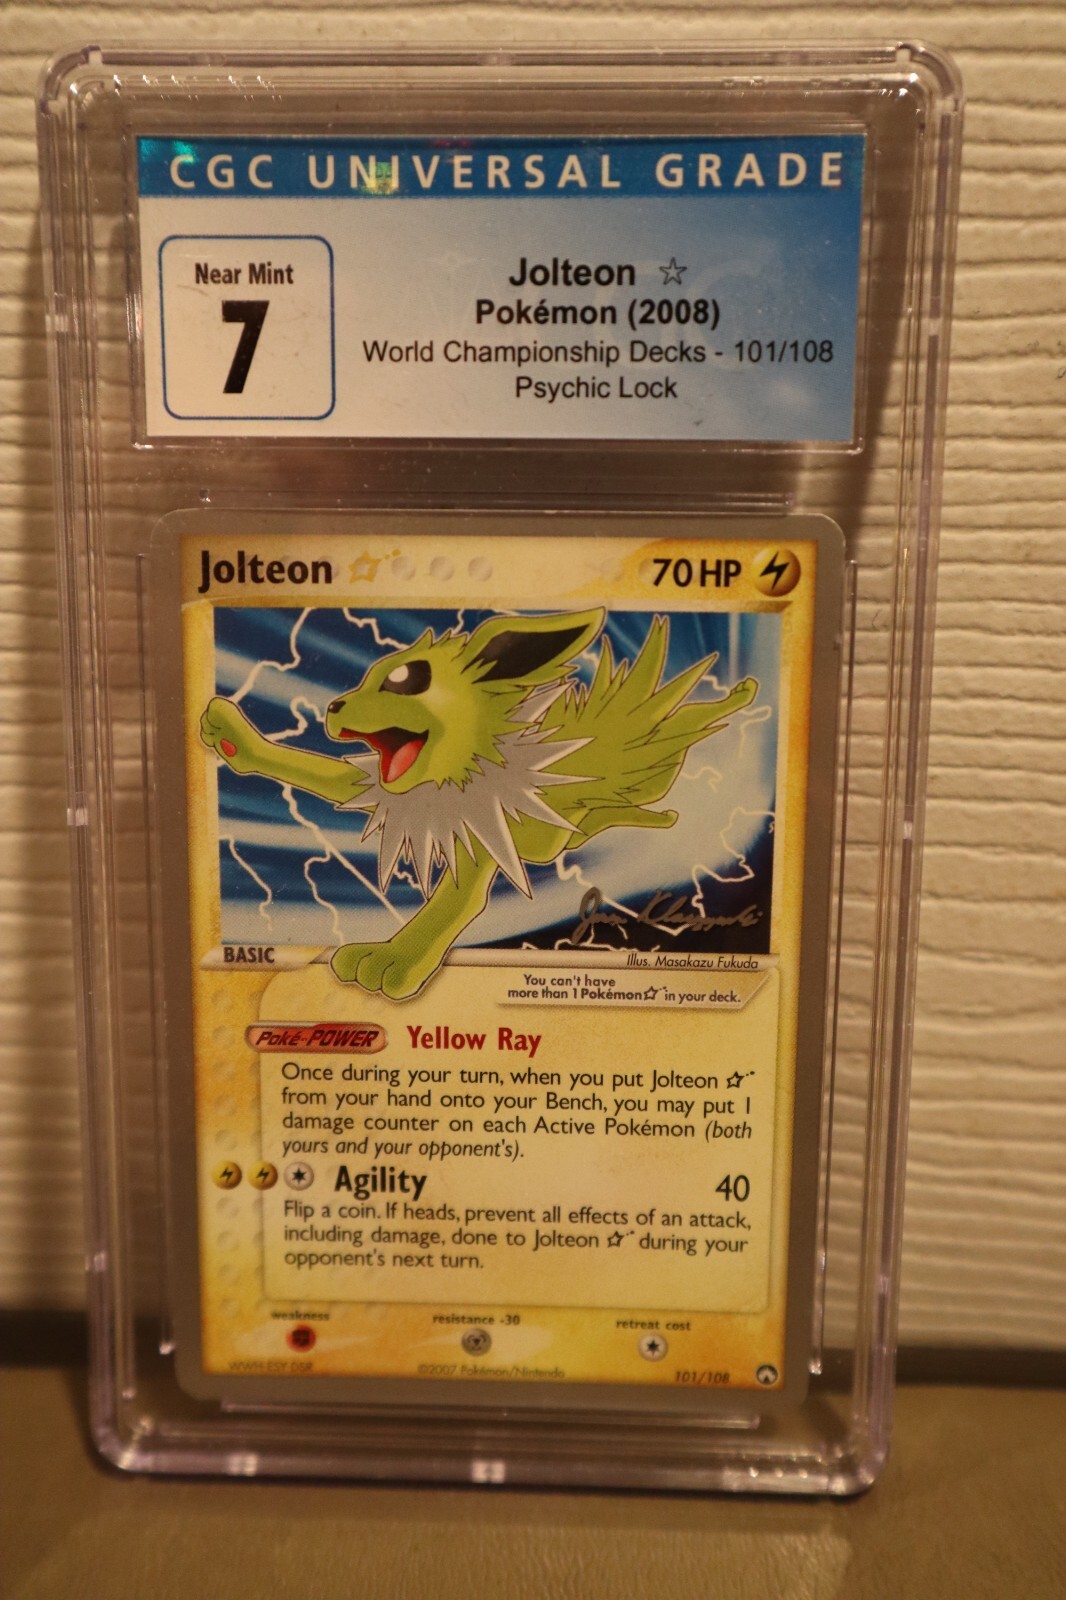 CGC UNIVERSAL GRADE
Near Mint
7
Jolteon ☆
Pokémon (2008)
World Championship Decks - 101/108
Psychic Lock
Jolteon ☆
70 HP
BASIC
Illus. Masakazu Fukuda
You can't have
more than 1 Pokémon ☆ in your deck.
Poké-POWER Yellow Ray
Once during your turn, when you put Jolteon ☆
from your hand onto your Bench, you may put 1
damage counter on each Active Pokémon (both
yours and your opponent's).
Agility 40
Flip a coin. If heads, prevent all effects of an attack,
including damage, done to Jolteon ☆ during your
opponent's next turn.
weakness resistance -30 retreat cost
©2007 Pokémon/Nintendo 101/108